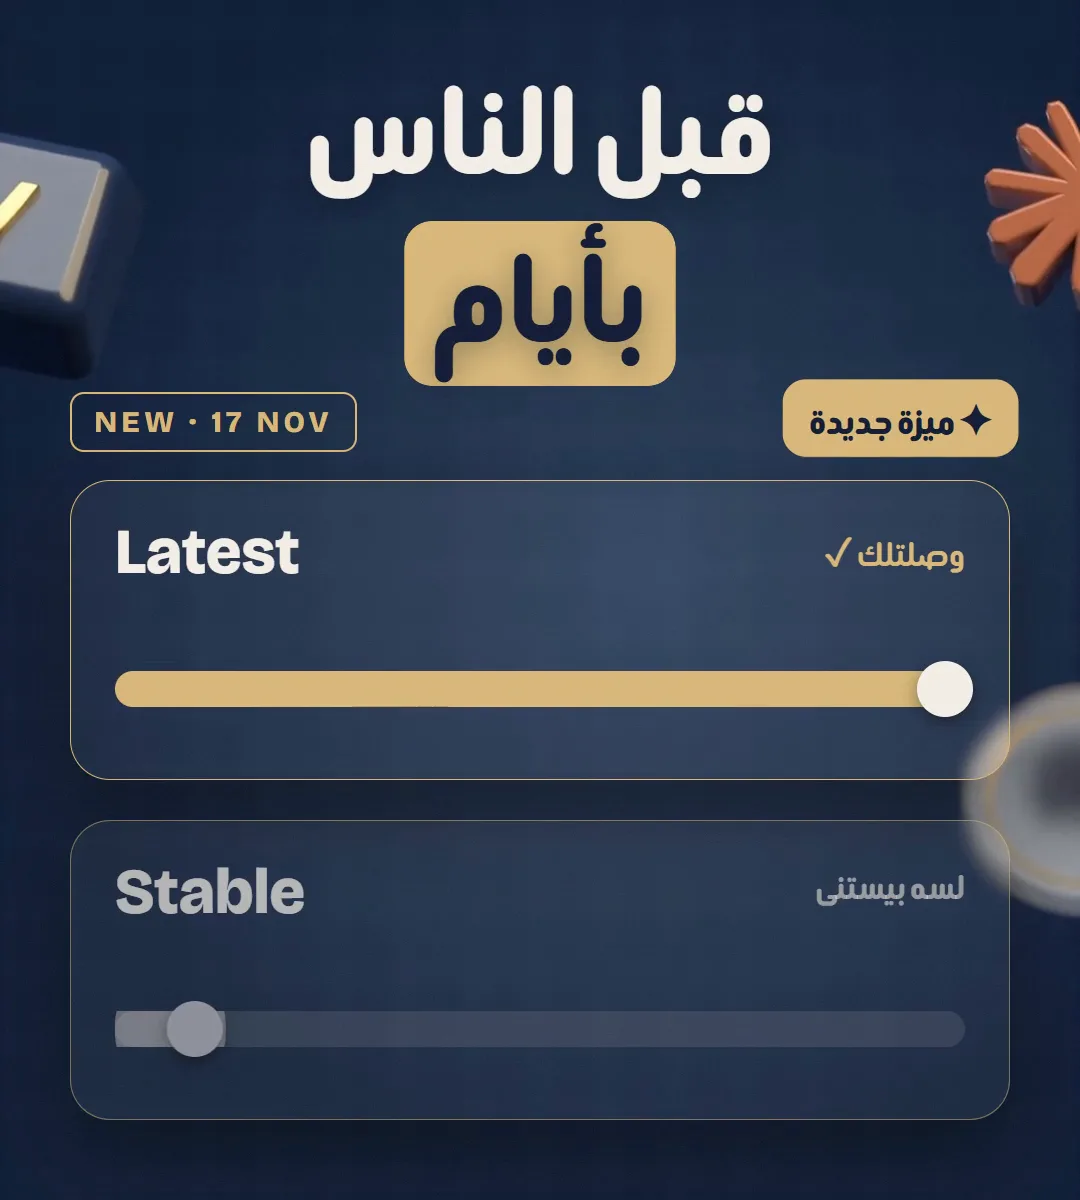 قبل الناس
بأيام
✦ ميزة جديدة
NEW · 17 NOV
Latest
وصلتلك ✓
Stable
لسه بيستنى